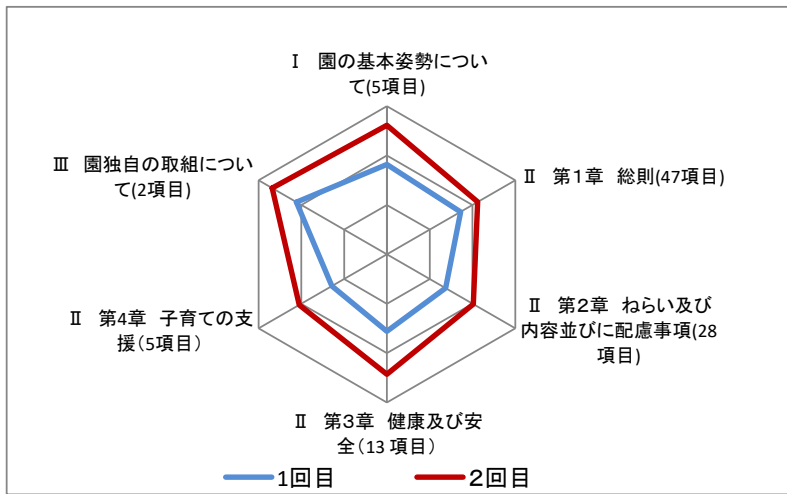 Ⅰ　園の基本姿勢につい
て(5項目)
Ⅲ　園独自の取組につい
て(2項目)
Ⅱ　第１章　総則(47項目)
Ⅱ　第２章　ねらい及び
内容並びに配慮事項(28
項目)
Ⅱ　第4章　子育ての支
援（5項目）
Ⅱ　第３章　健康及び安
全（13 項目）
1回目
２回目